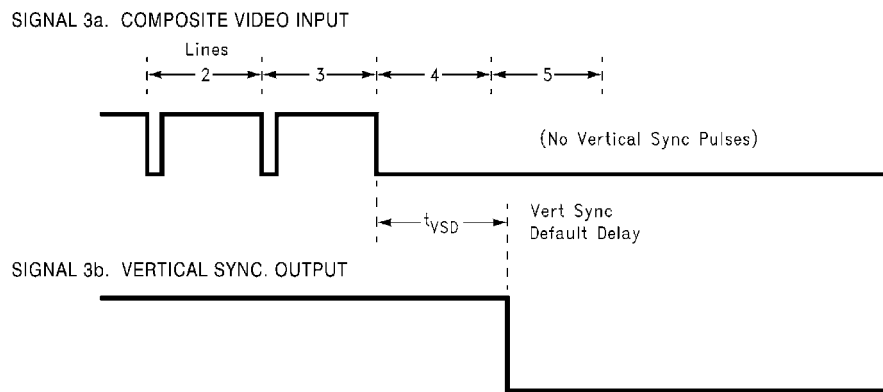 SIGNAL 3a. COMPOSITE VIDEO INPUT
Lines
2 3 4 5
(No Vertical Sync Pulses)
tVSD
Vert Sync
Default Delay
SIGNAL 3b. VERTICAL SYNC. OUTPUT